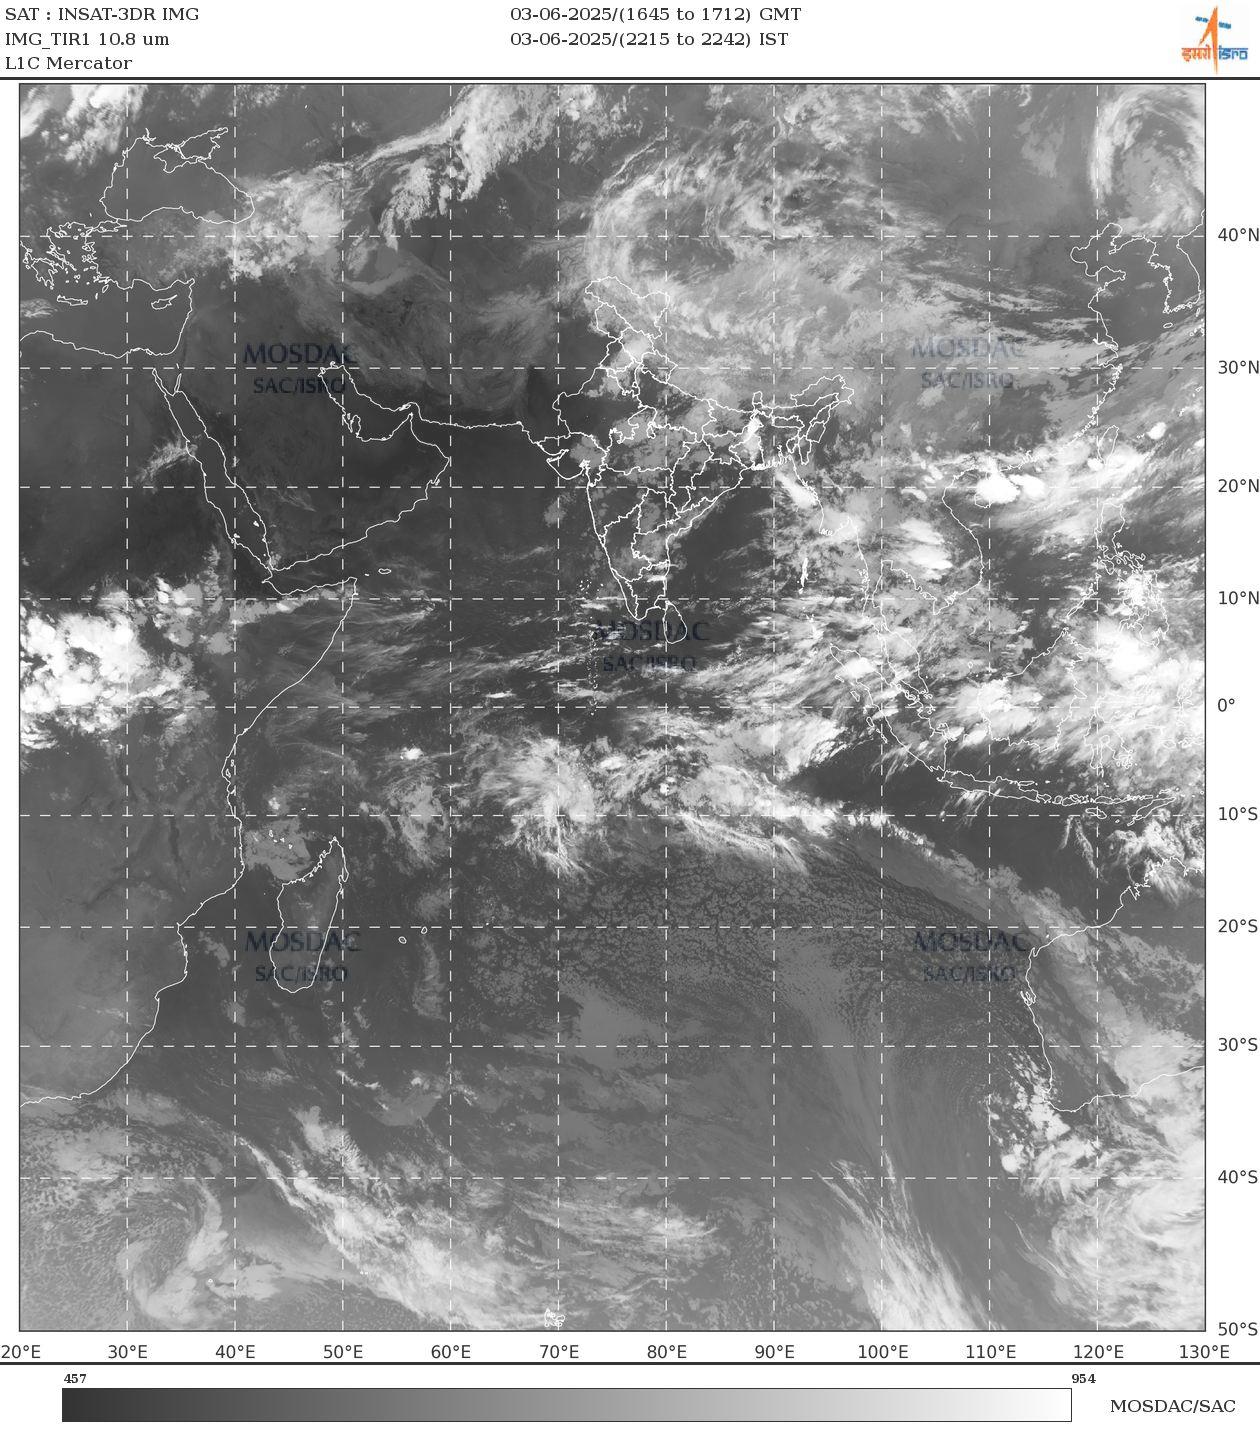 SAT : INSAT-3DR IMG
IMG_TIR1 10.8 um
L1C Mercator
03-06-2025/(1645 to 1712) GMT
03-06-2025/(2215 to 2242) IST
इसरो isro
40°N
MOSDAC
SAC/ISRO
MOSDAC
SAC/ISRO
30°N
20°N
10°N
MOSDAC
SAC/ISRO
0°
10°S
20°S
MOSDAC
SAC/ISRO
MOSDAC
SAC/ISRO
30°S
40°S
50°S
20°E 30°E 40°E 50°E 60°E 70°E 80°E 90°E 100°E 110°E 120°E 130°E
457 954
MOSDAC/SAC